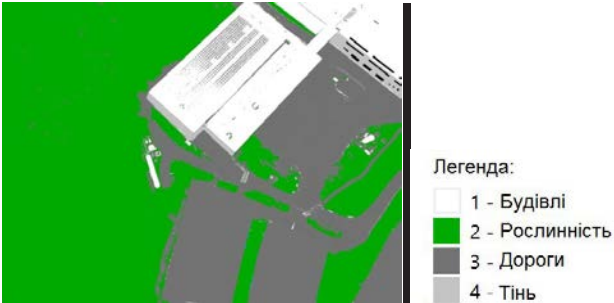 Легенда:
1 - Будівлі
2 - Рослинність
3 - Дороги
4 - Тінь